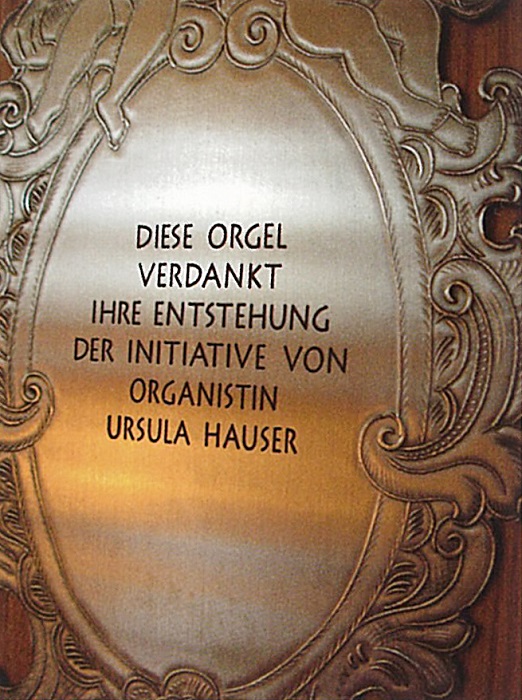 DIESE ORGEL
VERDANKT
IHRE ENTSTEHUNG
DER INITIATIVE VON
ORGANISTIN
URSULA HAUSER